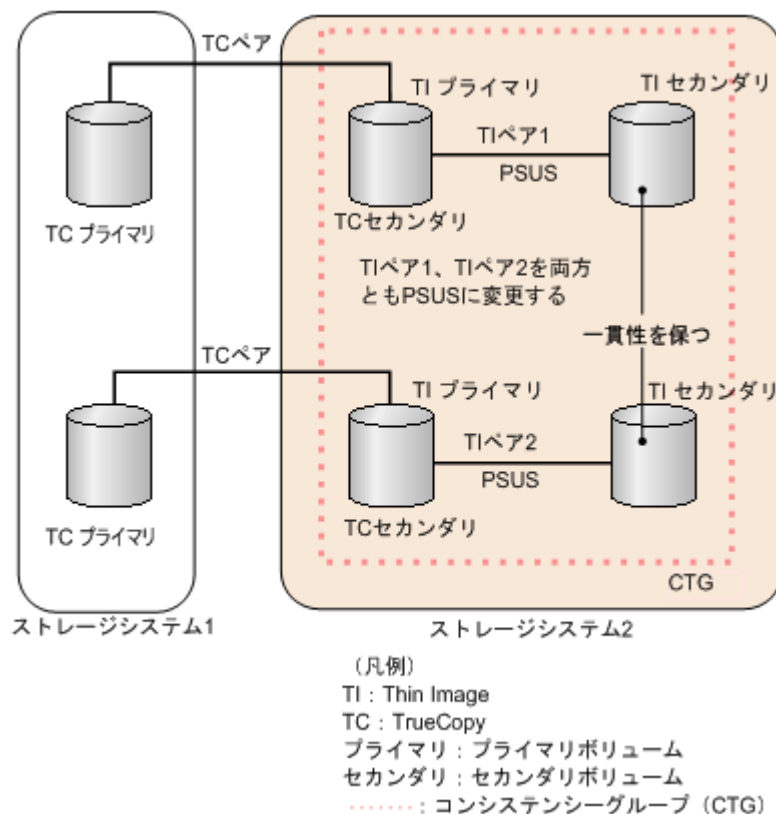 TCペア
TI プライマリ
TI セカンダリ
TIペア1
PSUS
TC プライマリ
TCセカンダリ
TIペア1、TIペア2を両方
ともPSUSに変更する
一貫性を保つ
TCペア
TI プライマリ
TI セカンダリ
TIペア2
PSUS
TC プライマリ
TCセカンダリ
CTG
ストレージシステム1
ストレージシステム2
（凡例）
TI：Thin Image
TC：TrueCopy
プライマリ：プライマリボリューム
セカンダリ：セカンダリボリューム
：コンシステンシーグループ（CTG）